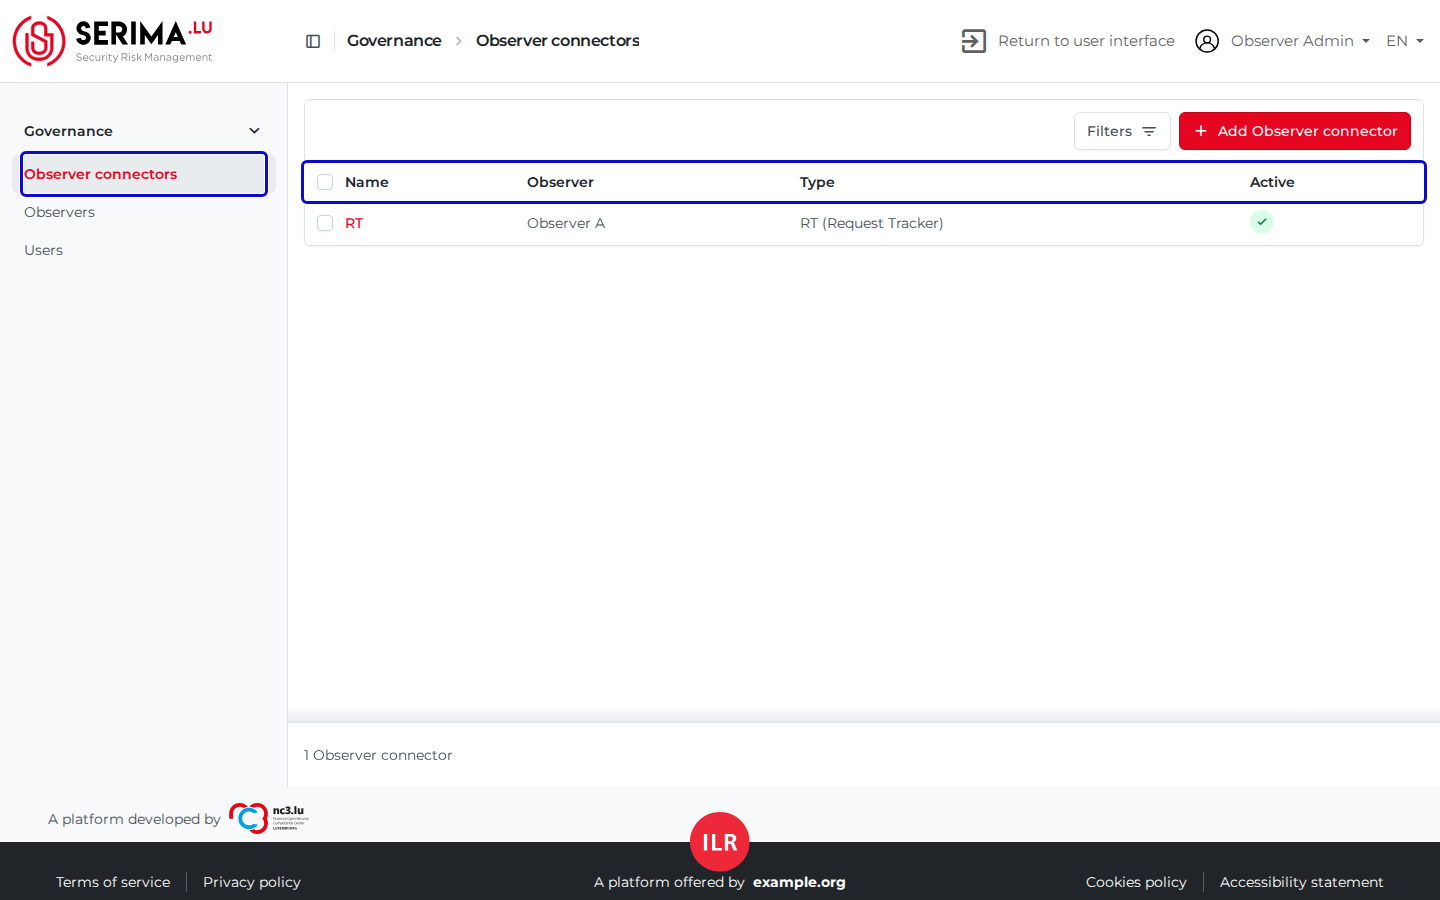 SERIMA.LU
Security Risk Management
Governance > Observer connectors
Return to user interface
Observer Admin
EN
Governance
Observer connectors
Observers
Users
Filters
+ Add Observer connector
Name Observer Type Active
RT Observer A RT (Request Tracker)
1 Observer connector
A platform developed by
nc3.lu
LUXEMBOURG
ILR
Terms of service
Privacy policy
A platform offered by example.org
Cookies policy
Accessibility statement